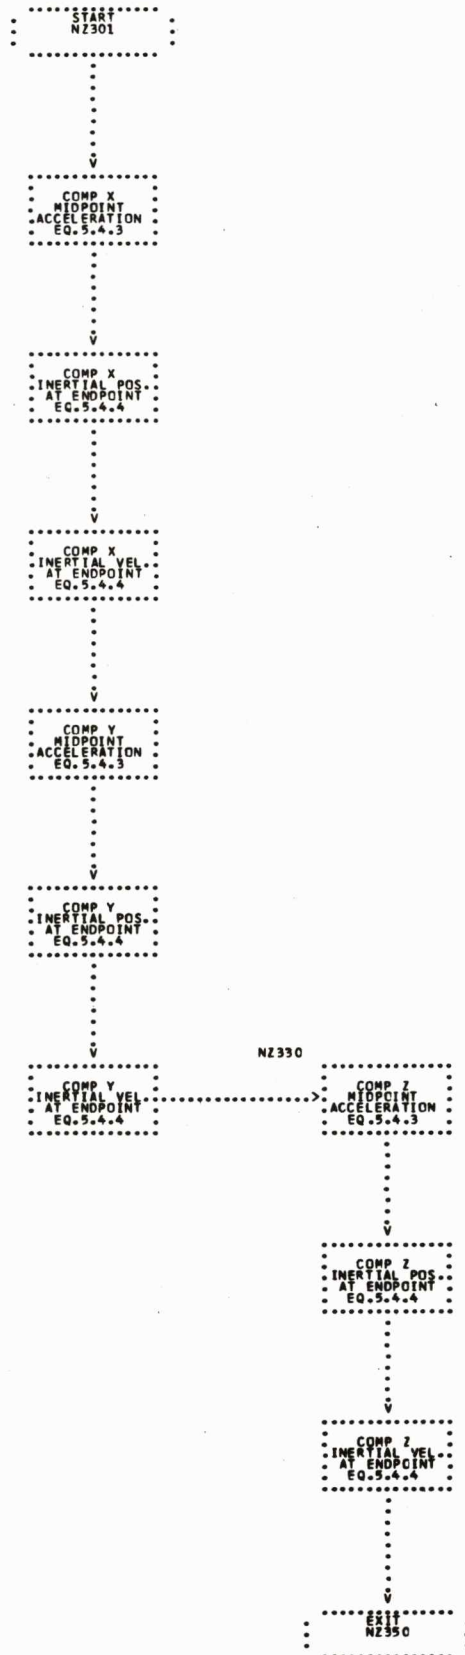 START
NZ301
COMP X
MIDPOINT
ACCELERATION
EQ.5.4.3
COMP X
INERTIAL POS.
AT ENDPOINT
EQ.5.4.4
COMP X
INERTIAL VEL.
AT ENDPOINT
EQ.5.4.4
COMP Y
MIDPOINT
ACCELERATION
EQ.5.4.3
COMP Y
INERTIAL POS.
AT ENDPOINT
EQ.5.4.4
COMP Y
INERTIAL VEL.
AT ENDPOINT
EQ.5.4.4
NZ330
COMP Z
MIDPOINT
ACCELERATION
EQ.5.4.3
COMP Z
INERTIAL POS.
AT ENDPOINT
EQ.5.4.4
COMP Z
INERTIAL VEL.
AT ENDPOINT
EQ.5.4.4
EXIT
NZ350